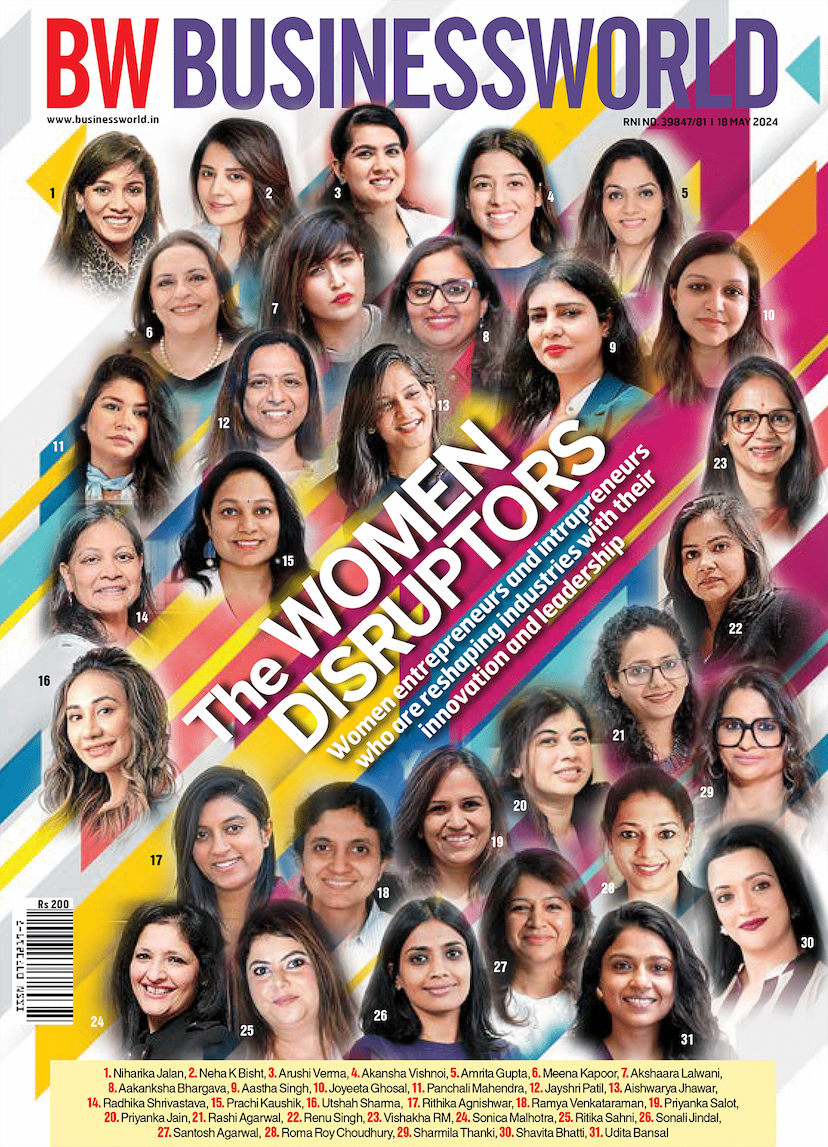 BW BUSINESSWORLD
www.businessworld.in
RNI NO. 39847/81 | 18 MAY 2024
1
2
3
4
5
6
7
8
9
10
11
12
13
23
The WOMEN
DISRUPTORS
Women entrepreneurs and intrapreneurs
who are reshaping industries with their
innovation and leadership
15
14
22
16
21
29
20
19
17
18
28
Rs 200
30
27
24
25
26
31
1. Niharika Jalan, 2. Neha K Bisht, 3. Arushi Verma, 4. Akansha Vishnoi, 5. Amrita Gupta, 6. Meena Kapoor, 7. Akshaara Lalwani,
8. Aakanksha Bhargava, 9. Aastha Singh, 10. Joyeeta Ghosal, 11. Panchali Mahendra, 12. Jayshri Patil, 13. Aishwarya Jhawar,
14. Radhika Shrivastava, 15. Prachi Kaushik, 16. Utshah Sharma, 17. Rithika Agnishwar, 18. Ramya Venkataraman, 19. Priyanka Salot,
20. Priyanka Jain, 21. Rashi Agarwal, 22. Renu Singh, 23. Vishakha RM, 24. Sonica Malhotra, 25. Ritika Sahni, 26. Sonali Jindal,
27. Santosh Agarwal, 28. Roma Roy Choudhury, 29. Sharmila Thanki, 30. Shavita Bhatti, 31. Udita Bansal